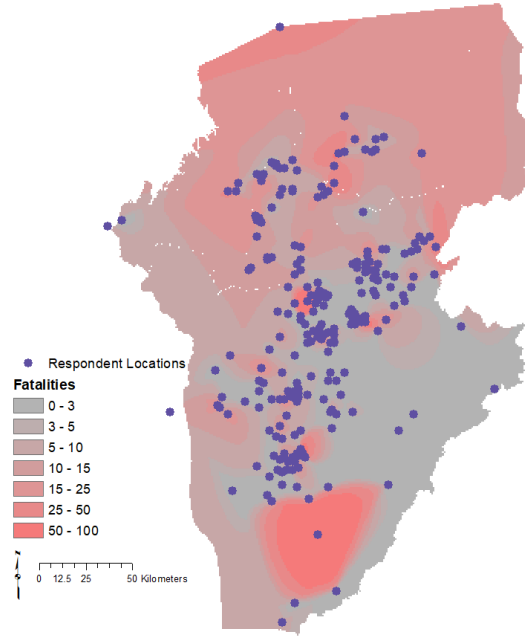 Respondent Locations
Fatalities
0 - 3
3 - 5
5 - 10
10 - 15
15 - 25
25 - 50
50 - 100
N
0 12.5 25 50 Kilometers